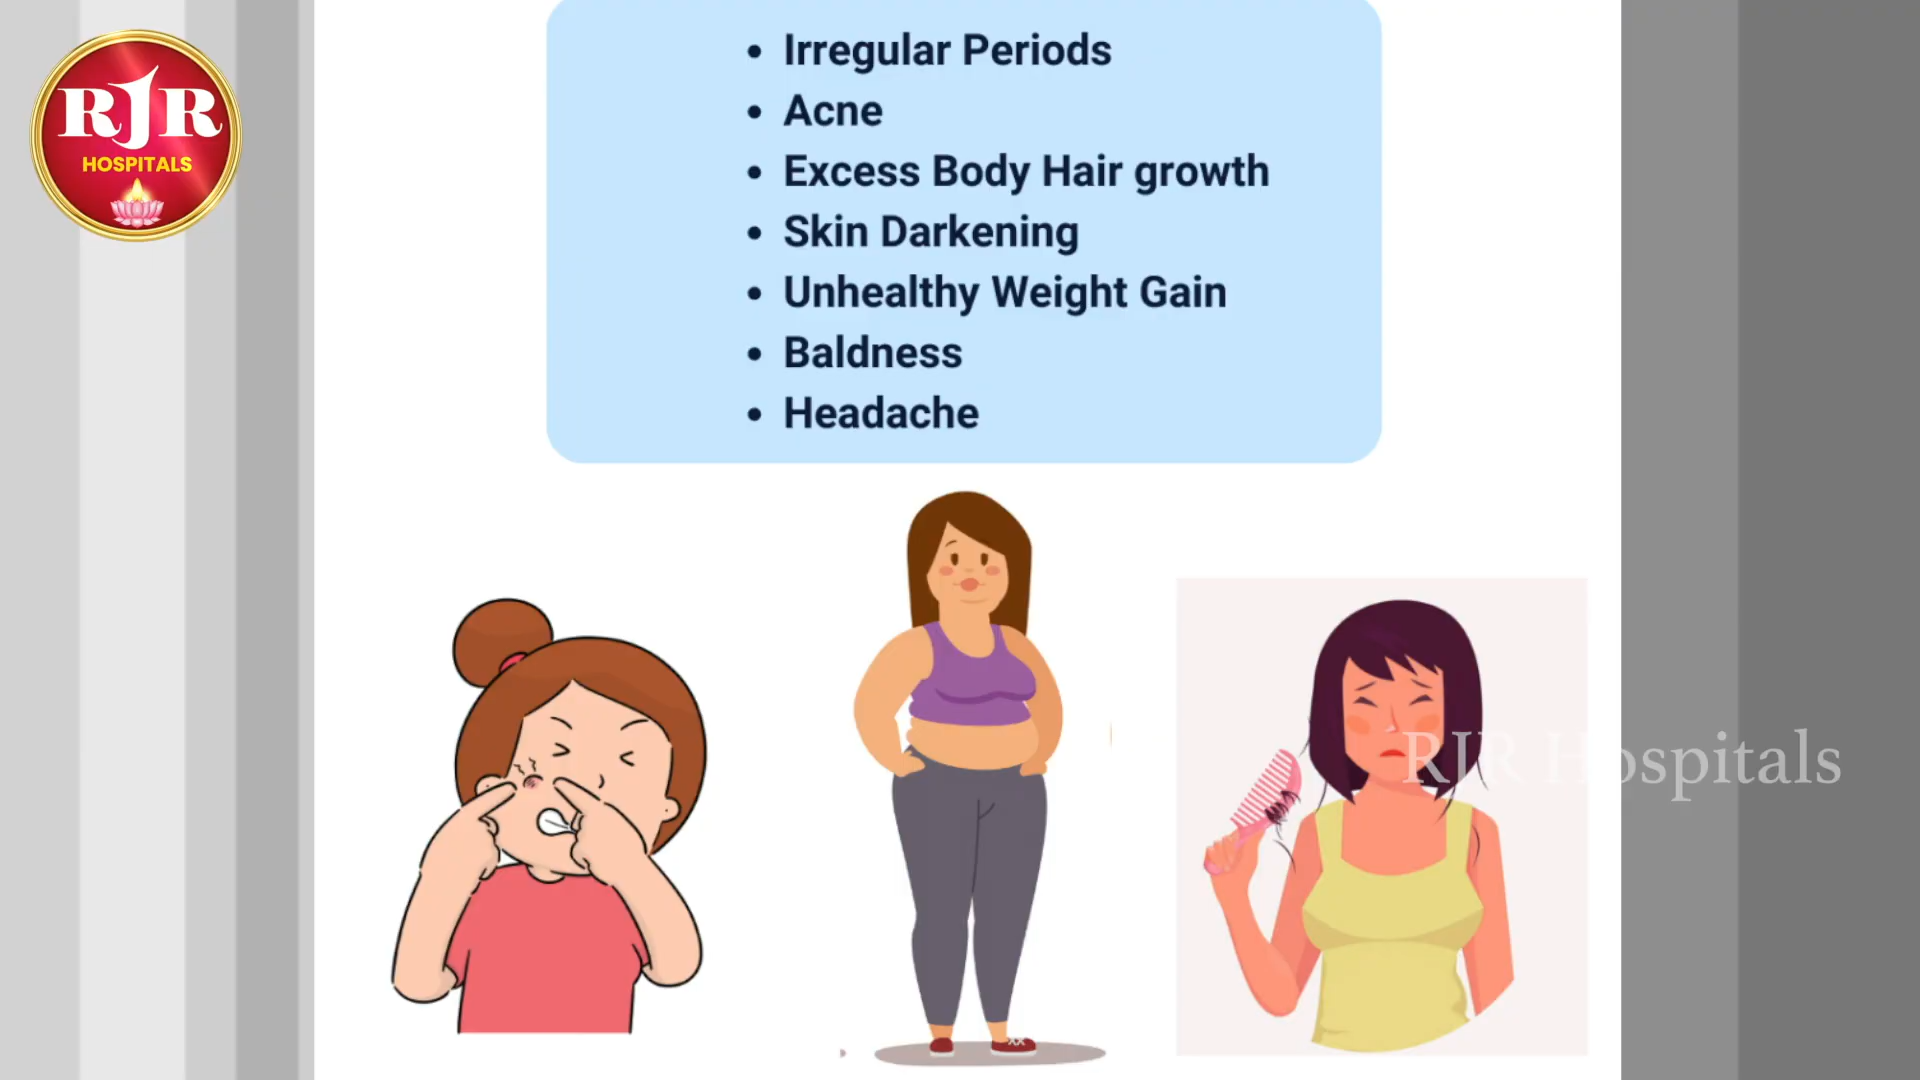 RJR
HOSPITALS
• Irregular Periods
• Acne
• Excess Body Hair growth
• Skin Darkening
• Unhealthy Weight Gain
• Baldness
• Headache
RJR Hospitals